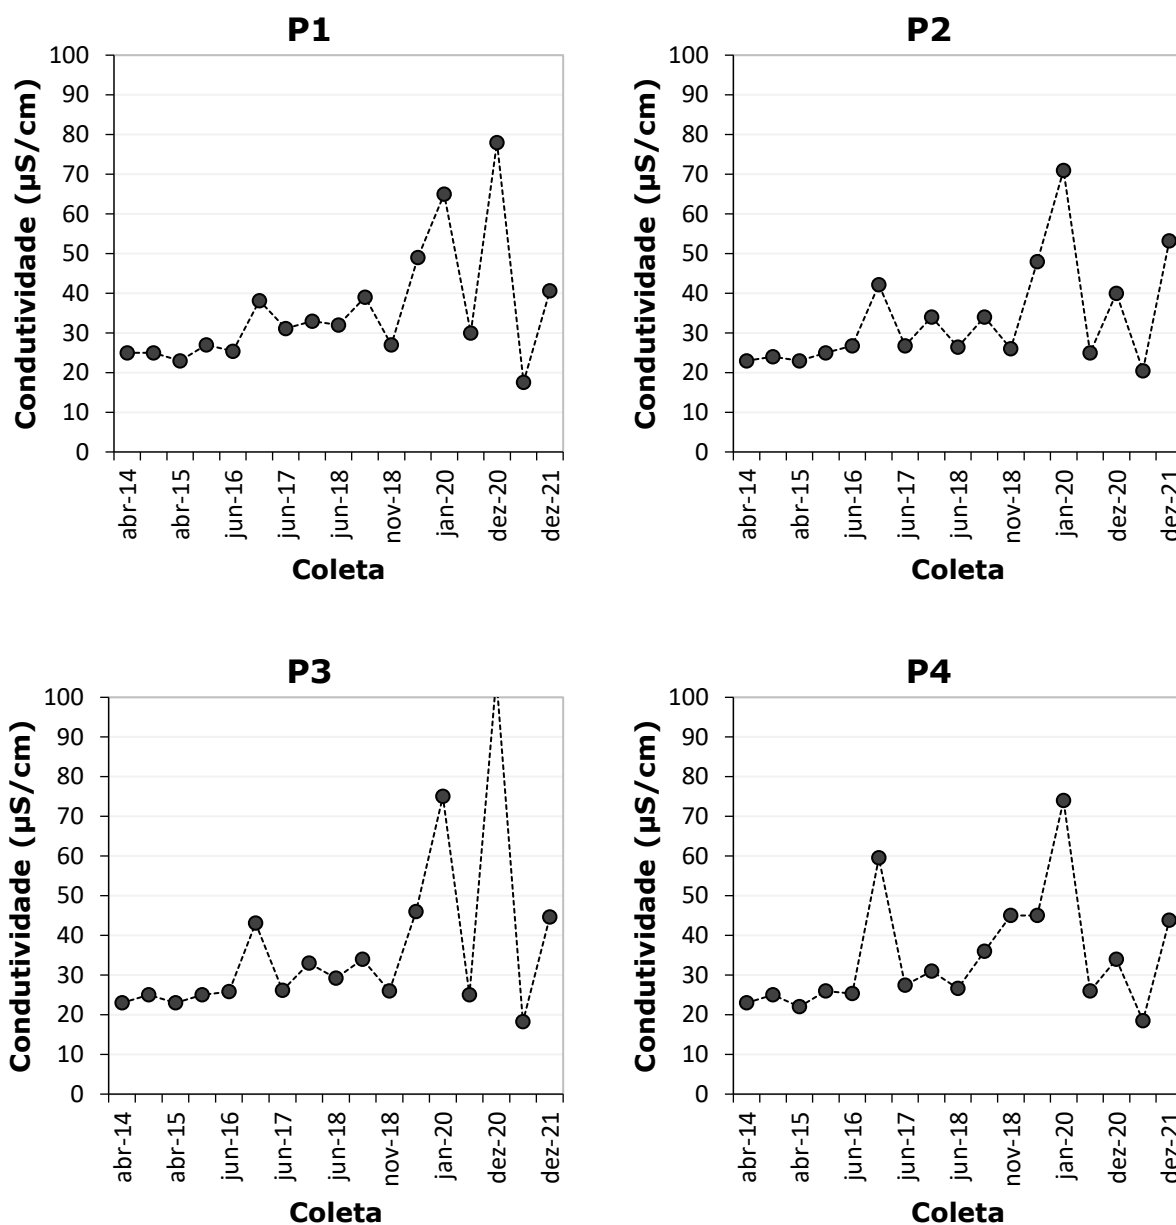 P1
Condutividade (µS/cm)
100
90
80
70
60
50
40
30
20
10
0
abr-14
abr-15
jun-16
jun-17
jun-18
nov-18
jan-20
dez-20
dez-21
Coleta
P2
Condutividade (µS/cm)
100
90
80
70
60
50
40
30
20
10
0
abr-14
abr-15
jun-16
jun-17
jun-18
nov-18
jan-20
dez-20
dez-21
Coleta
P3
Condutividade (µS/cm)
100
90
80
70
60
50
40
30
20
10
0
abr-14
abr-15
jun-16
jun-17
jun-18
nov-18
jan-20
dez-20
dez-21
Coleta
P4
Condutividade (µS/cm)
100
90
80
70
60
50
40
30
20
10
0
abr-14
abr-15
jun-16
jun-17
jun-18
nov-18
jan-20
dez-20
dez-21
Coleta